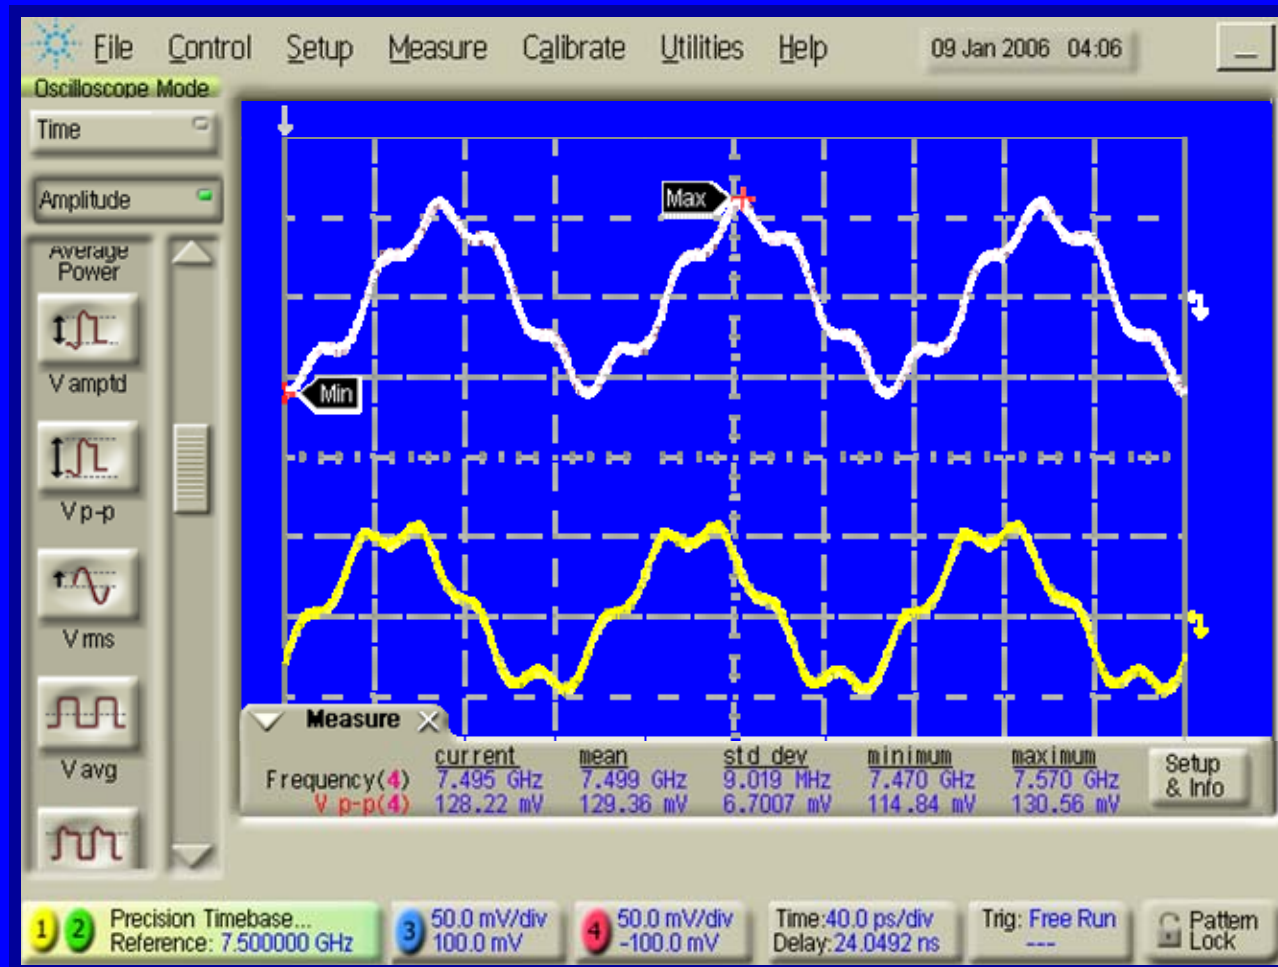 File Control Setup Measure Calibrate Utilities Help 09 Jan 2006 04:06
Oscilloscope Mode
Time
Amplitude
Average
Power
V amptd
V p-p
V rms
V avg
Max
Min
Measure
current mean std dev minimum maximum
Frequency(4) 7.495 GHz 7.499 GHz 9.019 MHz 7.470 GHz 7.570 GHz
V p-p(4) 128.22 mV 129.36 mV 6.7007 mV 114.84 mV 130.56 mV
Setup
& Info
1 2 Precision Timebase...
Reference: 7.500000 GHz
3 50.0 mV/div
100.0 mV
4 50.0 mV/div
-100.0 mV
Time:40.0 ps/div
Delay:24.0492 ns
Trig: Free Run
---
Pattern
Lock